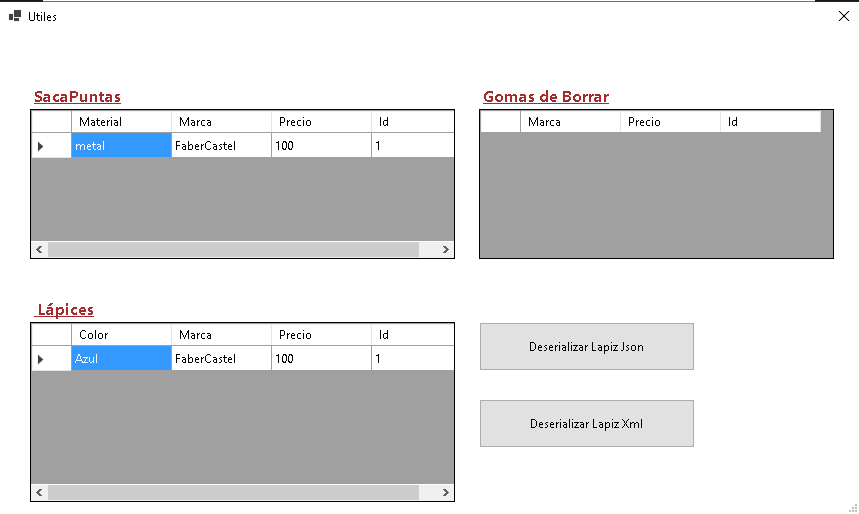 Utiles
SacaPuntas
Material Marca Precio Id
metal FaberCastel 100 1
Gomas de Borrar
Marca Precio Id
Lápices
Color Marca Precio Id
Azul FaberCastel 100 1
Deserializar Lapiz Json
Deserializar Lapiz Xml